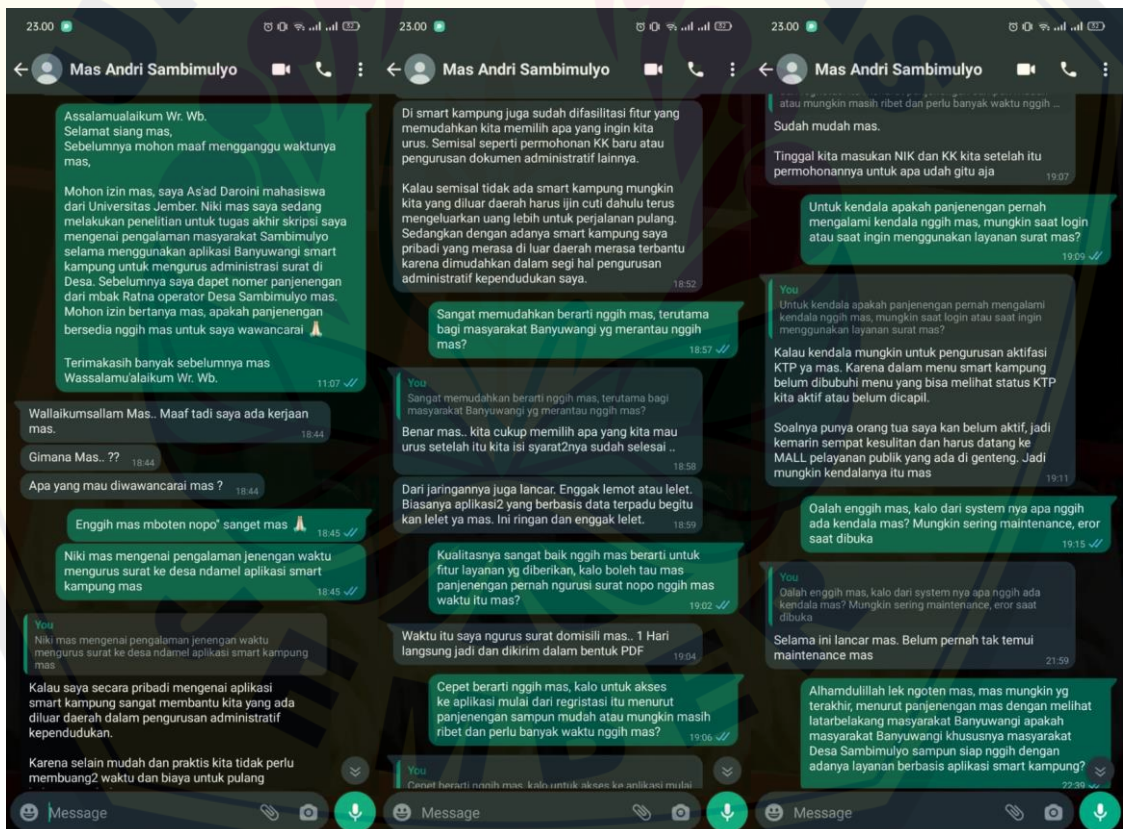 23.00
Mas Andri Sambimulyo
Assalamualaikum Wr. Wb.
Selamat siang mas,
Sebelumnya mohon maaf mengganggu waktunya
mas,
Mohon izin mas, saya As'ad Daroini mahasiswa
dari Universitas Jember. Niki mas saya sedang
melakukan penelitian untuk tugas akhir skripsi saya
mengenai pengalaman masyarakat Sambimulyo
selama menggunakan aplikasi Banyuwangi smart
kampung untuk mengurus administrasi surat di
Desa. Sebelumnya saya dapet nomer panjenengan
dari mbak Ratna operator Desa Sambimulyo mas.
Mohon izin bertanya mas, apakah panjenengan
bersedia nggih mas untuk saya wawancarai 🙏
Terimakasih banyak sebelumnya mas
Wassalamu'alaikum Wr. Wb.
11:07
Wallaikumsallam Mas.. Maaf tadi saya ada kerjaan
mas.
18:44
Gimana Mas.. ??
18:44
Apa yang mau diwawancarai mas ?
18:44
Enggih mas mboten nopo" sanget mas 🙏
18:45
Niki mas mengenai pengalaman jenengan waktu
mengurus surat ke desa ndamel aplikasi smart
kampung mas
18:45
You
Niki mas mengenai pengalaman jenengan waktu
mengurus surat ke desa ndamel aplikasi smart kampung
mas
Kalau saya secara pribadi mengenai aplikasi
smart kampung sangat membantu kita yang ada
diluar daerah dalam pengurusan administratif
kependudukan.
Karena selain mudah dan praktis kita tidak perlu
membuang2 waktu dan biaya untuk pulang
Message
23.00
Mas Andri Sambimulyo
Di smart kampung juga sudah difasilitasi fitur yang
memudahkan kita memilih apa yang ingin kita
urus. Semisal seperti permohonan KK baru atau
pengurusan dokumen administratif lainnya.
Kalau semisal tidak ada smart kampung mungkin
kita yang diluar daerah harus ijin cuti dahulu terus
mengeluarkan uang lebih untuk perjalanan pulang.
Sedangkan dengan adanya smart kampung saya
pribadi yang merasa di luar daerah merasa terbantu
karena dimudahkan dalam segi hal pengurusan
administratif kependudukan saya.
18:52
Sangat memudahkan berarti nggih mas, terutama
bagi masyarakat Banyuwangi yg merantau nggih
mas?
18:57
You
Sangat memudahkan berarti nggih mas, terutama bagi
masyarakat Banyuwangi yg merantau nggih mas?
Benar mas.. kita cukup memilih apa yang kita mau
urus setelah itu kita isi syarat2nya sudah selesai ..
18:58
Dari jaringannya juga lancar. Enggak lemot atau lelet.
Biasanya aplikasi2 yang berbasis data terpadu begitu
kan lelet ya mas. Ini ringan dan enggak lelet.
18:59
Kualitasnya sangat baik nggih mas berarti untuk
fitur layanan yg diberikan, kalo boleh tau mas
panjenengan pernah ngurusi surat nopo nggih mas
waktu itu mas?
19:02
Waktu itu saya ngurus surat domisili mas.. 1 Hari
langsung jadi dan dikirim dalam bentuk PDF
19:04
Cepet berarti nggih mas, kalo untuk akses
ke aplikasi mulai dari regristasi itu menurut
panjenengan sampun mudah atau mungkin masih
ribet dan perlu banyak waktu nggih mas?
19:06
You
Cepet berarti nggih mas, kalo untuk akses ke aplikasi mulai
Message
23.00
Mas Andri Sambimulyo
atau mungkin masih ribet dan perlu banyak waktu nggih ...
Sudah mudah mas.
Tinggal kita masukan NIK dan KK kita setelah itu
permohonannya untuk apa udah gitu aja
19:07
Untuk kendala apakah panjenengan pernah
mengalami kendala nggih mas, mungkin saat login
atau saat ingin menggunakan layanan surat mas?
19:09
You
Untuk kendala apakah panjenengan pernah mengalami
kendala nggih mas, mungkin saat login atau saat ingin
menggunakan layanan surat mas?
Kalau kendala mungkin untuk pengurusan aktifasi
KTP ya mas. Karena dalam menu smart kampung
belum dibubuhi menu yang bisa melihat status KTP
kita aktif atau belum dicapil.
Soalnya punya orang tua saya kan belum aktif, jadi
kemarin sempat kesulitan dan harus datang ke
MALL pelayanan publik yang ada di genteng. Jadi
mungkin kendalanya itu mas
19:11
Oalah enggih mas, kalo dari system nya apa nggih
ada kendala mas? Mungkin sering maintenance, eror
saat dibuka
19:15
You
Oalah enggih mas, kalo dari system nya apa nggih ada
kendala mas? Mungkin sering maintenance, eror saat
dibuka
Selama ini lancar mas. Belum pernah tak temui
maintenance mas
21:59
Alhamdulillah lek ngoten mas, mas mungkin yg
terakhir, menurut panjenengan mas dengan melihat
latarbelakang masyarakat Banyuwangi apakah
masyarakat Banyuwangi khususnya masyarakat
Desa Sambimulyo sampun siap nggih dengan
adanya layanan berbasis aplikasi smart kampung?
22:39
Message